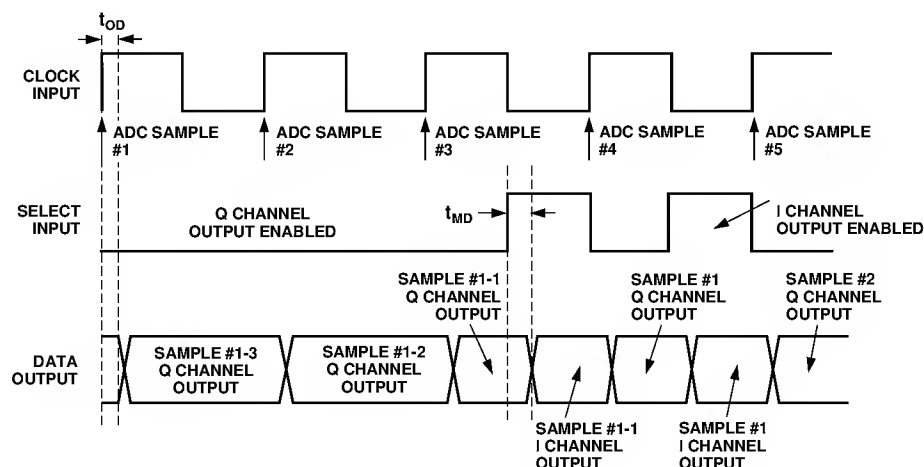 tOD
CLOCK
INPUT
ADC SAMPLE
#1
ADC SAMPLE
#2
ADC SAMPLE
#3
ADC SAMPLE
#4
ADC SAMPLE
#5
SELECT
INPUT
Q CHANNEL
OUTPUT ENABLED
tMD
I CHANNEL
OUTPUT ENABLED
SAMPLE #1-1
Q CHANNEL
OUTPUT
SAMPLE #1
Q CHANNEL
OUTPUT
SAMPLE #2
Q CHANNEL
OUTPUT
DATA
OUTPUT
SAMPLE #1-3
Q CHANNEL
OUTPUT
SAMPLE #1-2
Q CHANNEL
OUTPUT
SAMPLE #1-1
I CHANNEL
OUTPUT
SAMPLE #1
I CHANNEL
OUTPUT